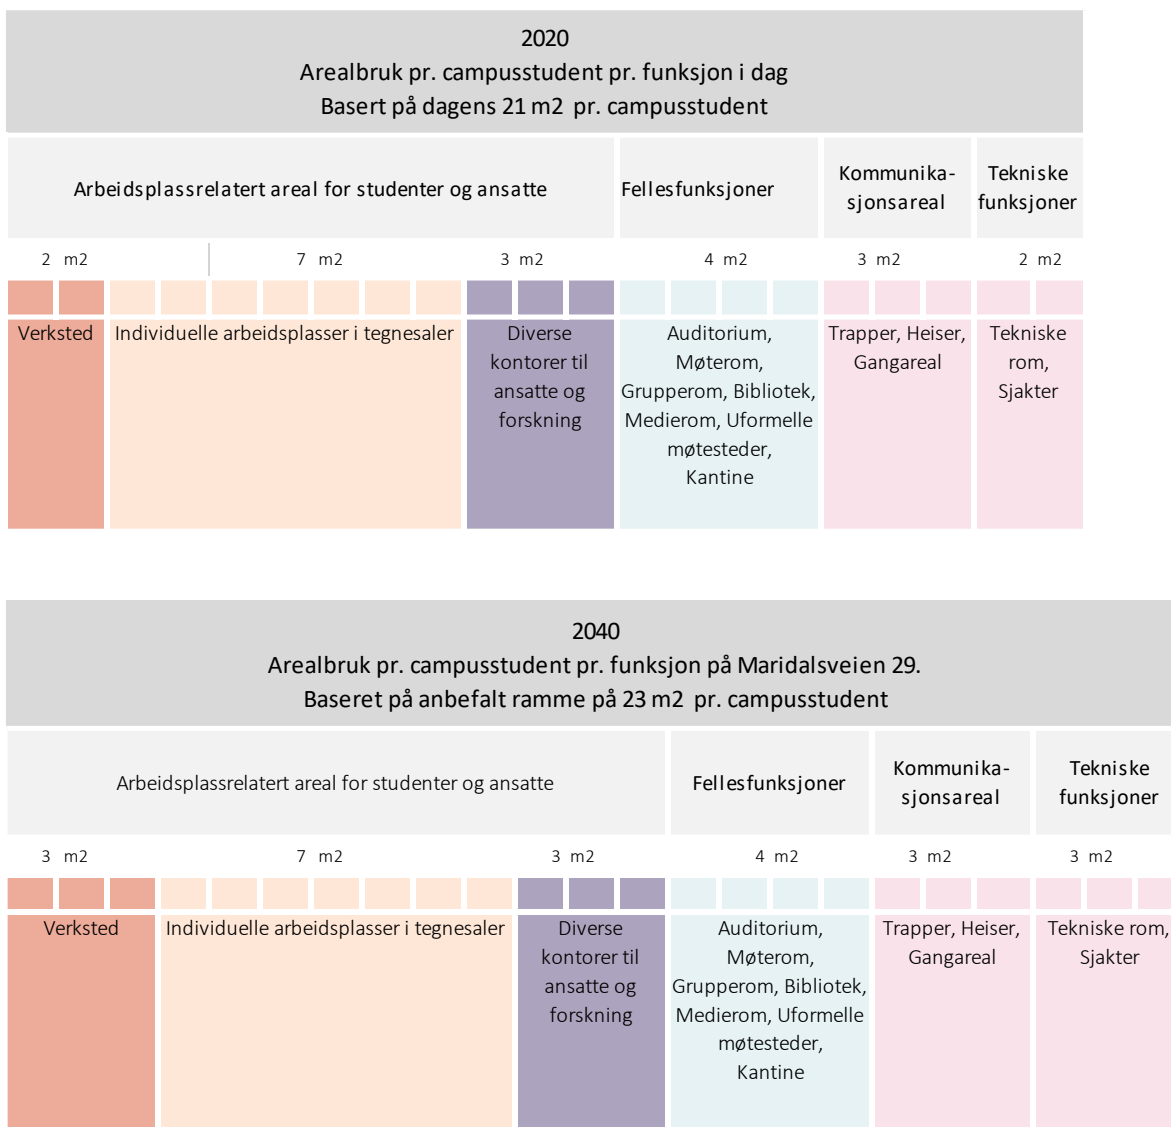 2020
Arealbruk pr. campusstudent pr. funksjon i dag
Basert på dagens 21 m2 pr. campusstudent
Arbeidsplassrelatert areal for studenter og ansatte
Fellesfunksjoner
Kommunika-
sjonsareal
Tekniske
funksjoner
2 m2
7 m2
3 m2
4 m2
3 m2
2 m2
Verksted
Individuelle arbeidsplasser i tegnesaler
Diverse
kontorer til
ansatte og
forskning
Auditorium,
Møterom,
Grupperom, Bibliotek,
Medierom, Uformelle
møtesteder,
Kantine
Trapper, Heiser,
Gangareal
Tekniske
rom,
Sjakter
2040
Arealbruk pr. campusstudent pr. funksjon på Maridalsveien 29.
Baseret på anbefalt ramme på 23 m2 pr. campusstudent
Arbeidsplassrelatert areal for studenter og ansatte
Fellesfunksjoner
Kommunika-
sjonsareal
Tekniske
funksjoner
3 m2
7 m2
3 m2
4 m2
3 m2
3 m2
Verksted
Individuelle arbeidsplasser i tegnesaler
Diverse
kontorer til
ansatte og
forskning
Auditorium,
Møterom,
Grupperom, Bibliotek,
Medierom, Uformelle
møtesteder,
Kantine
Trapper, Heiser,
Gangareal
Tekniske rom,
Sjakter